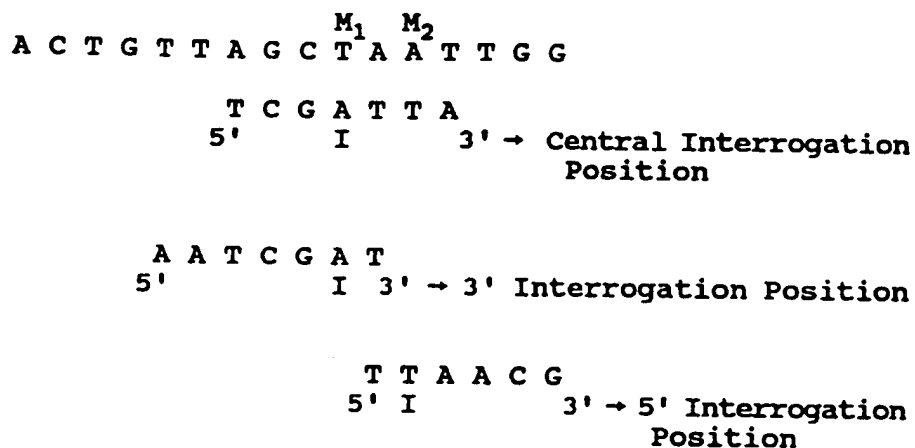 M1 M2
A C T G T T A G C T A A T T G G
T C G A T T A
5' I 3' → Central Interrogation
Position
A A T C G A T
5' I 3' → 3' Interrogation Position
T T A A C G
5' I 3' → 5' Interrogation
Position